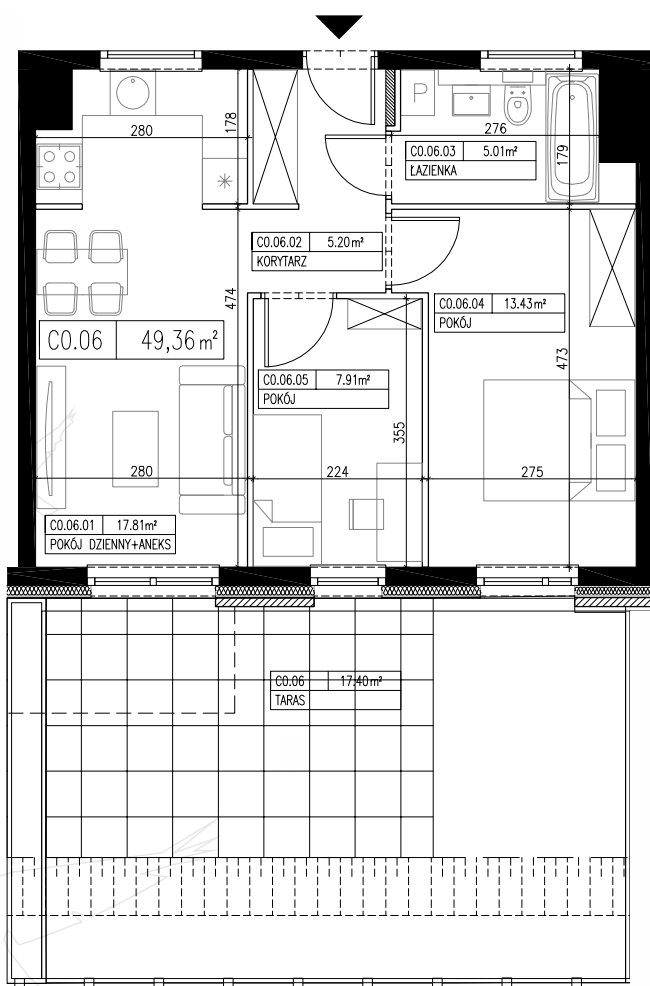 280
178
P
276
179
C0.06.03 5.01m²
ŁAZIENKA
C0.06.02 5.20m²
KORYTARZ
474
C0.06.04 13.43m²
POKÓJ
C0.06 49,36m²
473
C0.06.05 7.91m²
POKÓJ
355
280
224
275
C0.06.01 17.81m²
POKÓJ DZIENNY+ANEKS
C0.06 17.40m²
TARAS